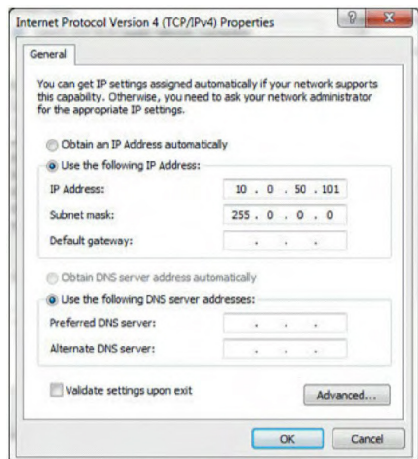 Internet Protocol Version 4 (TCP/IPv4) Properties
General
You can get IP settings assigned automatically if your network supports
this capability. Otherwise, you need to ask your network administrator
for the appropriate IP settings.
Obtain an IP Address automatically
Use the following IP Address:
IP Address: 10 . 0 . 50 . 101
Subnet mask: 255 . 0 . 0 . 0
Default gateway: . . .
Obtain DNS server address automatically
Use the following DNS server addresses:
Preferred DNS server: . . .
Alternate DNS server: . . .
Validate settings upon exit
Advanced...
OK Cancel